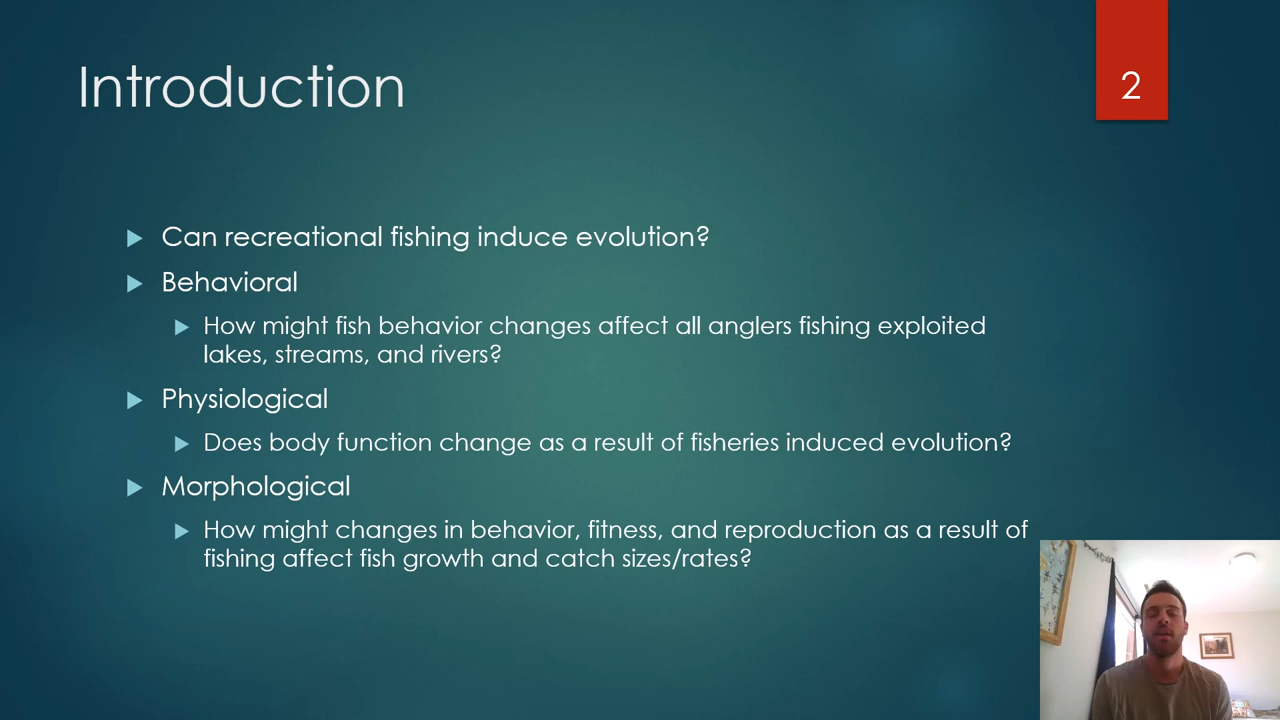 Introduction
2
Can recreational fishing induce evolution?
Behavioral
How might fish behavior changes affect all anglers fishing exploited
lakes, streams, and rivers?
Physiological
Does body function change as a result of fisheries induced evolution?
Morphological
How might changes in behavior, fitness, and reproduction as a result of
fishing affect fish growth and catch sizes/rates?